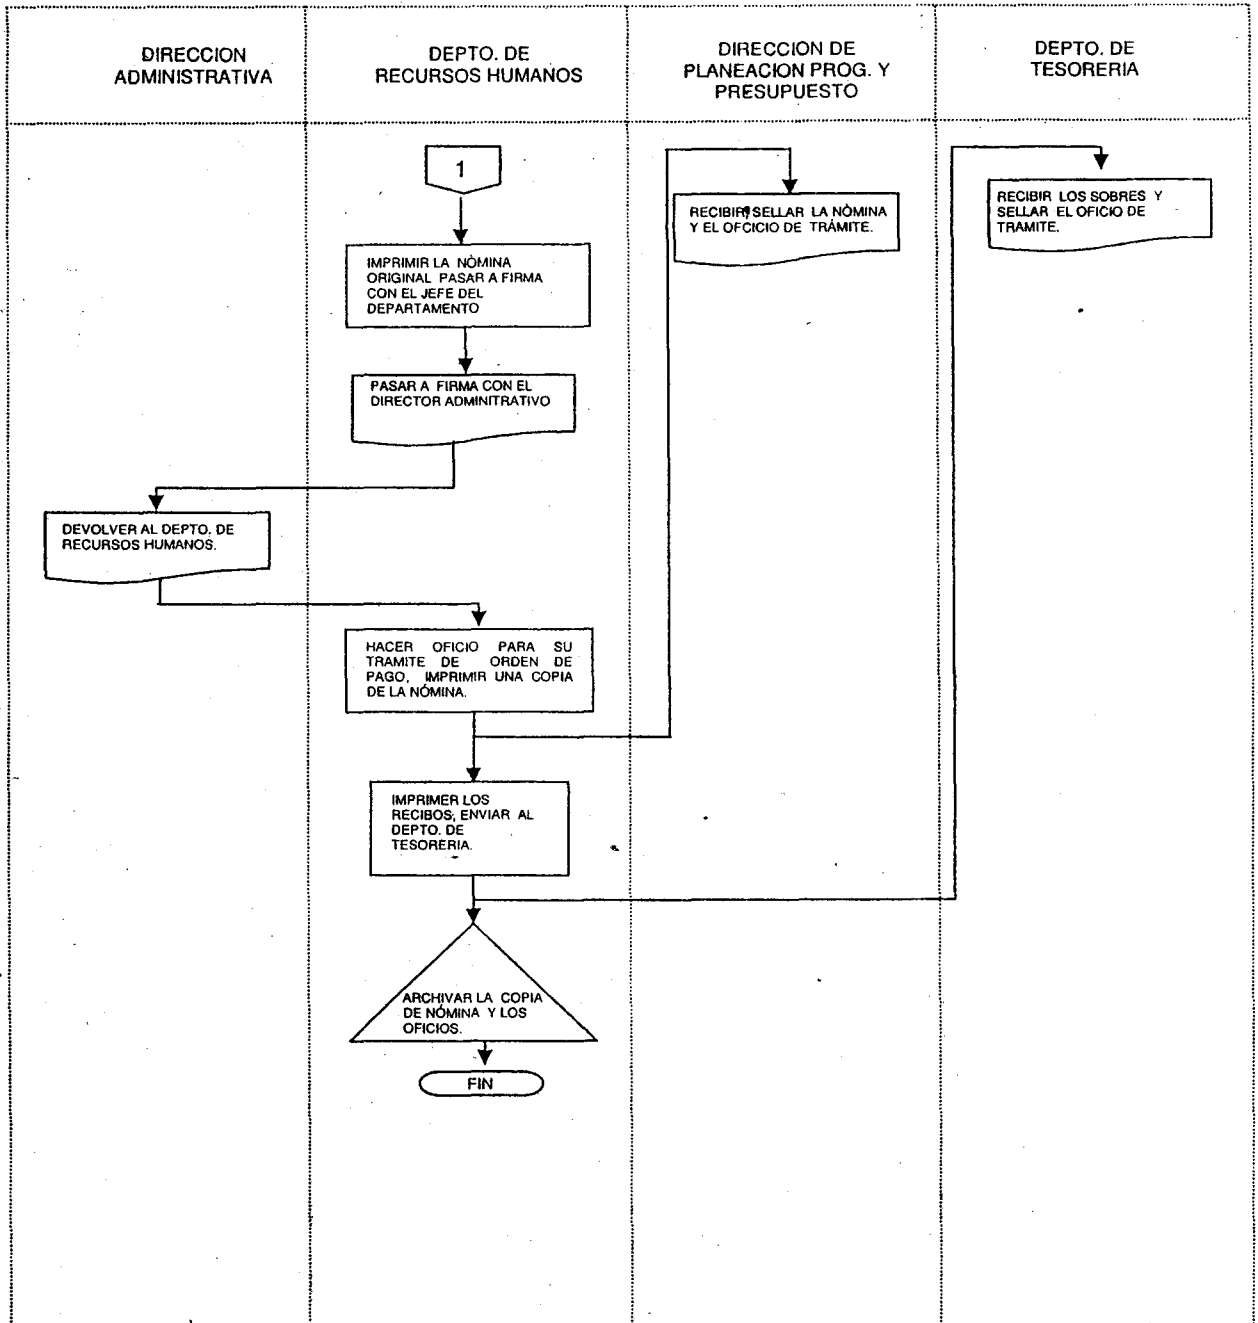 DIRECCION
ADMINISTRATIVA
DEPTO. DE
RECURSOS HUMANOS
DIRECCION DE
PLANEACION PROG. Y
PRESUPUESTO
DEPTO. DE
TESORERIA
1
IMPRIMIR LA NÒMINA
ORIGINAL PASAR A FIRMA
CON EL JEFE DEL
DEPARTAMENTO
PASAR A FIRMA CON EL
DIRECTOR ADMINITRATIVO
DEVOLVER AL DEPTO. DE
RECURSOS HUMANOS.
HACER OFICIO PARA SU
TRAMITE DE ORDEN DE
PAGO, IMPRIMIR UNA COPIA
DE LA NÓMINA.
IMPRIMER LOS
RECIBOS, ENVIAR AL
DEPTO. DE
TESORERIA.
ARCHIVAR LA COPIA
DE NÓMINA Y LOS
OFICIOS.
FIN
RECIBIR, SELLAR LA NÒMINA
Y EL OFCICIO DE TRÁMITE.
RECIBIR LOS SOBRES Y
SELLAR EL OFICIO DE
TRAMITE.